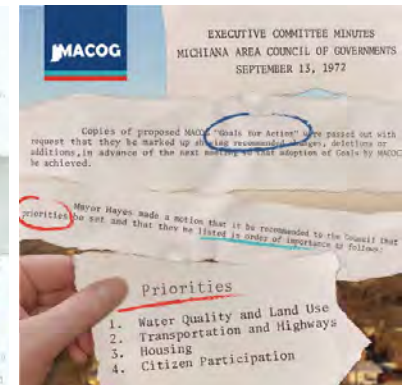 MACOG
EXECUTIVE COMMITTEE MINUTES
MICHIANA AREA COUNCIL OF GOVERNMENTS
SEPTEMBER 13, 1972
Copies of proposed MACOG "Goals for Action" were passed out with
request that they be marked up showing recommended changes, deletions or
additions, in advance of the next meeting so that adoption of Goals by MACOG
be achieved.
Mayor Hayes made a motion that it be recommended to the Council that
priorities be set and that they be listed in order of importance as follows:
Priorities
1. Water Quality and Land Use
2. Transportation and Highways
3. Housing
4. Citizen Participation